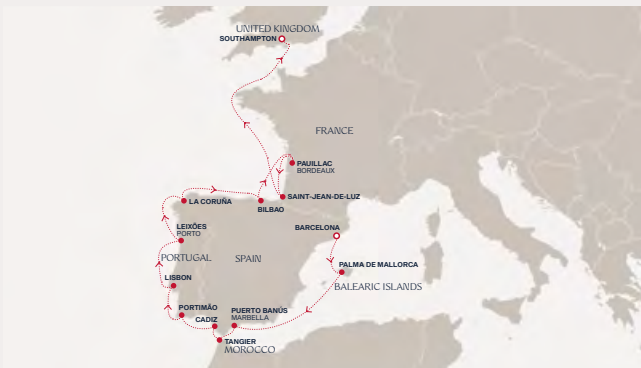 UNITED KINGDOM
SOUTHAMPTON
FRANCE
PAUILLAC
BORDEAUX
SAINT-JEAN-DE-LUZ
LA CORUÑA
BILBAO
BARCELONA
LEIXÕES
PORTO
PORTUGAL
SPAIN
PALMA DE MALLORCA
LISBON
BALEARIC ISLANDS
PORTIMÃO
PUERTO BANÚS
MARBELLA
CADIZ
TANGIER
MOROCCO